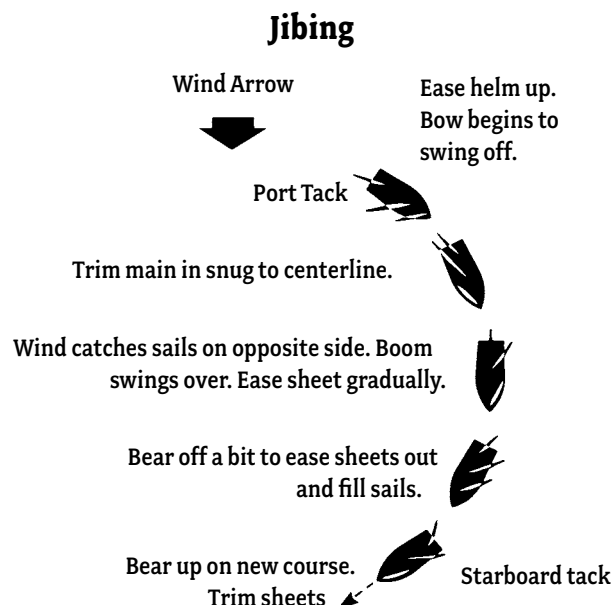 Jibing
Wind Arrow
Ease helm up.
Bow begins to
swing off.
Port Tack
Trim main in snug to centerline.
Wind catches sails on opposite side. Boom
swings over. Ease sheet gradually.
Bear off a bit to ease sheets out
and fill sails.
Bear up on new course.
Trim sheets
Starboard tack